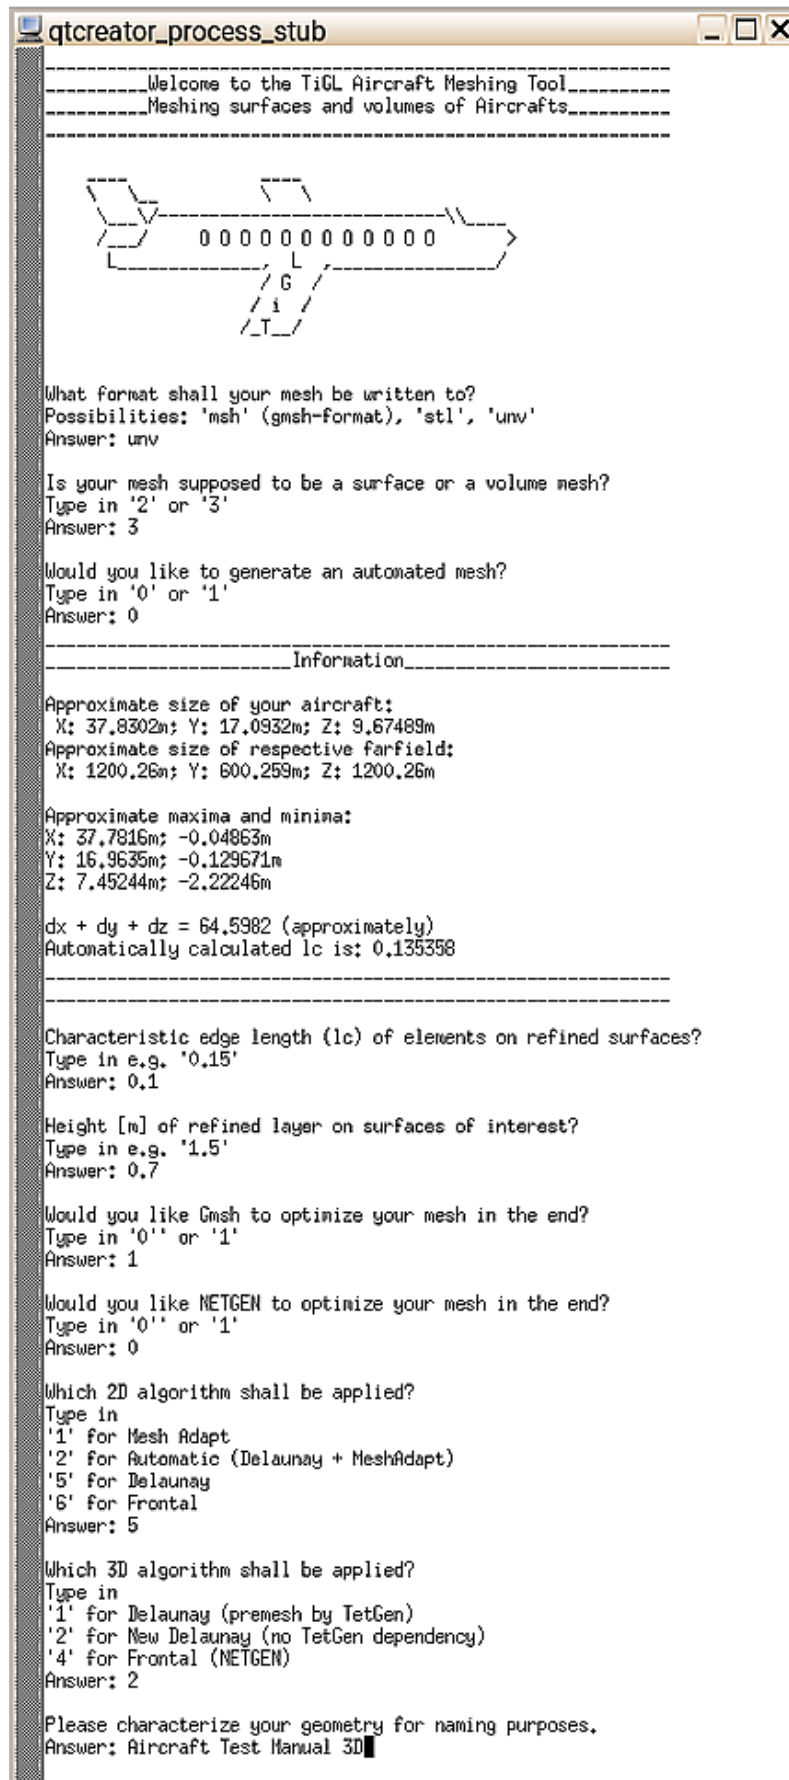 qtcreator_process_stub
__________Welcome to the TiGL Aircraft Meshing Tool__________
__________Meshing surfaces and volumes of Aircrafts__________
0 0 0 0 0 0 0 0 0 0 0 0
L
G
i
T
What format shall your mesh be written to?
Possibilities: 'msh' (gmsh-format), 'stl', 'unv'
Answer: unv
Is your mesh supposed to be a surface or a volume mesh?
Type in '2' or '3'
Answer: 3
Would you like to generate an automated mesh?
Type in '0' or '1'
Answer: 0
________________________Information__________________________
Approximate size of your aircraft:
X: 37.8302m; Y: 17.0932m; Z: 9.67489m
Approximate size of respective farfield:
X: 1200.26m; Y: 600.259m; Z: 1200.26m
Approximate maxima and minima:
X: 37.7816m; -0.04863m
Y: 16.9635m; -0.129671m
Z: 7.45244m; -2.22246m
dx + dy + dz = 64.5982 (approximately)
Automatically calculated lc is: 0.135358
Characteristic edge length (lc) of elements on refined surfaces?
Type in e.g. '0.15'
Answer: 0.1
Height [m] of refined layer on surfaces of interest?
Type in e.g. '1.5'
Answer: 0.7
Would you like Gmsh to optimize your mesh in the end?
Type in '0'' or '1'
Answer: 1
Would you like NETGEN to optimize your mesh in the end?
Type in '0'' or '1'
Answer: 0
Which 2D algorithm shall be applied?
Type in
'1' for Mesh Adapt
'2' for Automatic (Delaunay + MeshAdapt)
'5' for Delaunay
'6' for Frontal
Answer: 5
Which 3D algorithm shall be applied?
Type in
'1' for Delaunay (premesh by TetGen)
'2' for New Delaunay (no TetGen dependency)
'4' for Frontal (NETGEN)
Answer: 2
Please characterize your geometry for naming purposes.
Answer: Aircraft Test Manual 3D